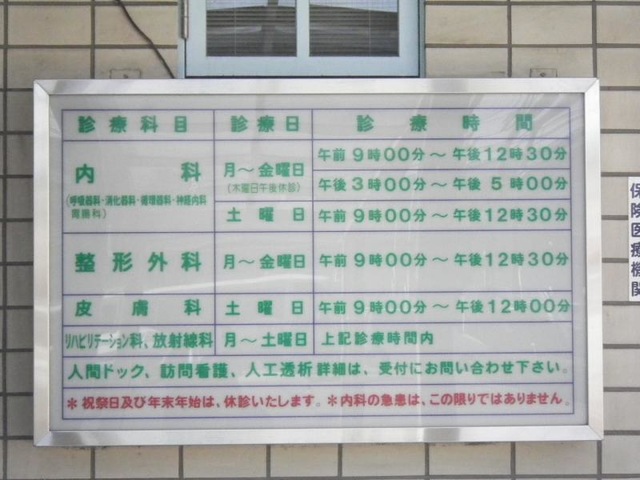 診療科目 診療日 診療時間
内科 月～金曜日 午前9時00分～午後12時30分
(木曜日午後休診) 午後3時00分～午後5時00分
(呼吸器科・消化器科・循環器科・神経内科
胃腸科)
土曜日 午前9時00分～午後12時30分
整形外科 月～金曜日 午前9時00分～午後12時30分
皮膚科 土曜日 午前9時00分～午後12時00分
リハビリテーション科、放射線科 月～土曜日 上記診療時間内
人間ドック、訪問看護、人工透析詳細は、受付にお問い合わせ下さい。
＊祝祭日及び年末年始は、休診いたします。＊内科の急患は、この限りではありません。
保険医療機関